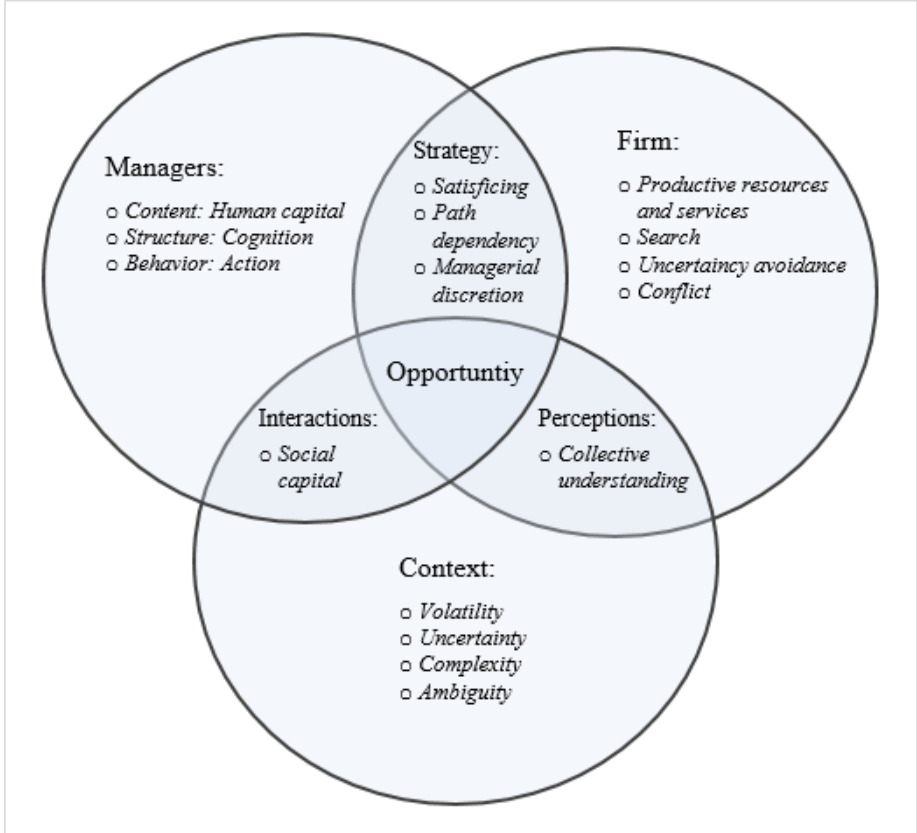 Managers:
○ Content: Human capital
○ Structure: Cognition
○ Behavior: Action
Strategy:
○ Satisficing
○ Path
dependency
○ Managerial
discretion
Firm:
○ Productive resources
and services
○ Search
○ Uncertaincy avoidance
○ Conflict
Opportuntiy
Interactions:
○ Social
capital
Perceptions:
○ Collective
understanding
Context:
○ Volatility
○ Uncertainty
○ Complexity
○ Ambiguity